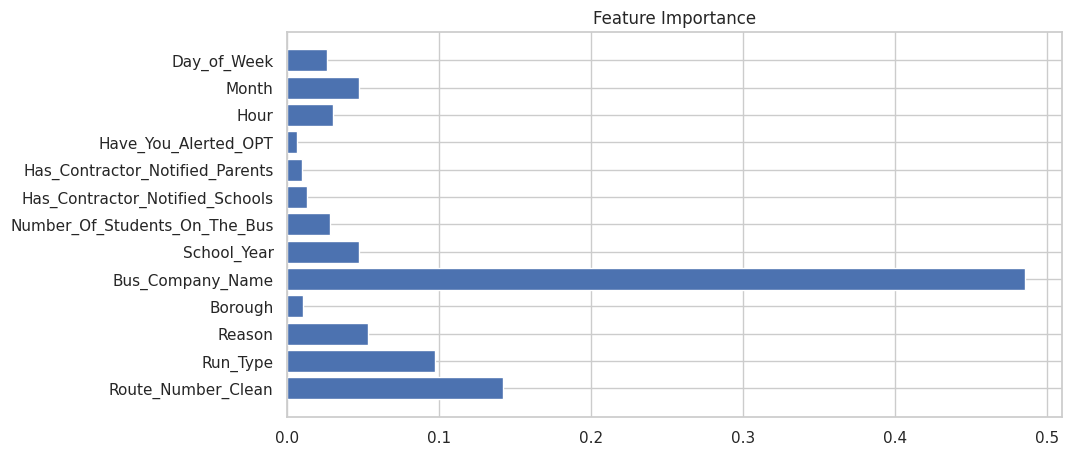 Feature Importance
Day_of_Week
Month
Hour
Have_You_Alerted_OPT
Has_Contractor_Notified_Parents
Has_Contractor_Notified_Schools
Number_Of_Students_On_The_Bus
School_Year
Bus_Company_Name
Borough
Reason
Run_Type
Route_Number_Clean
0.0 0.1 0.2 0.3 0.4 0.5